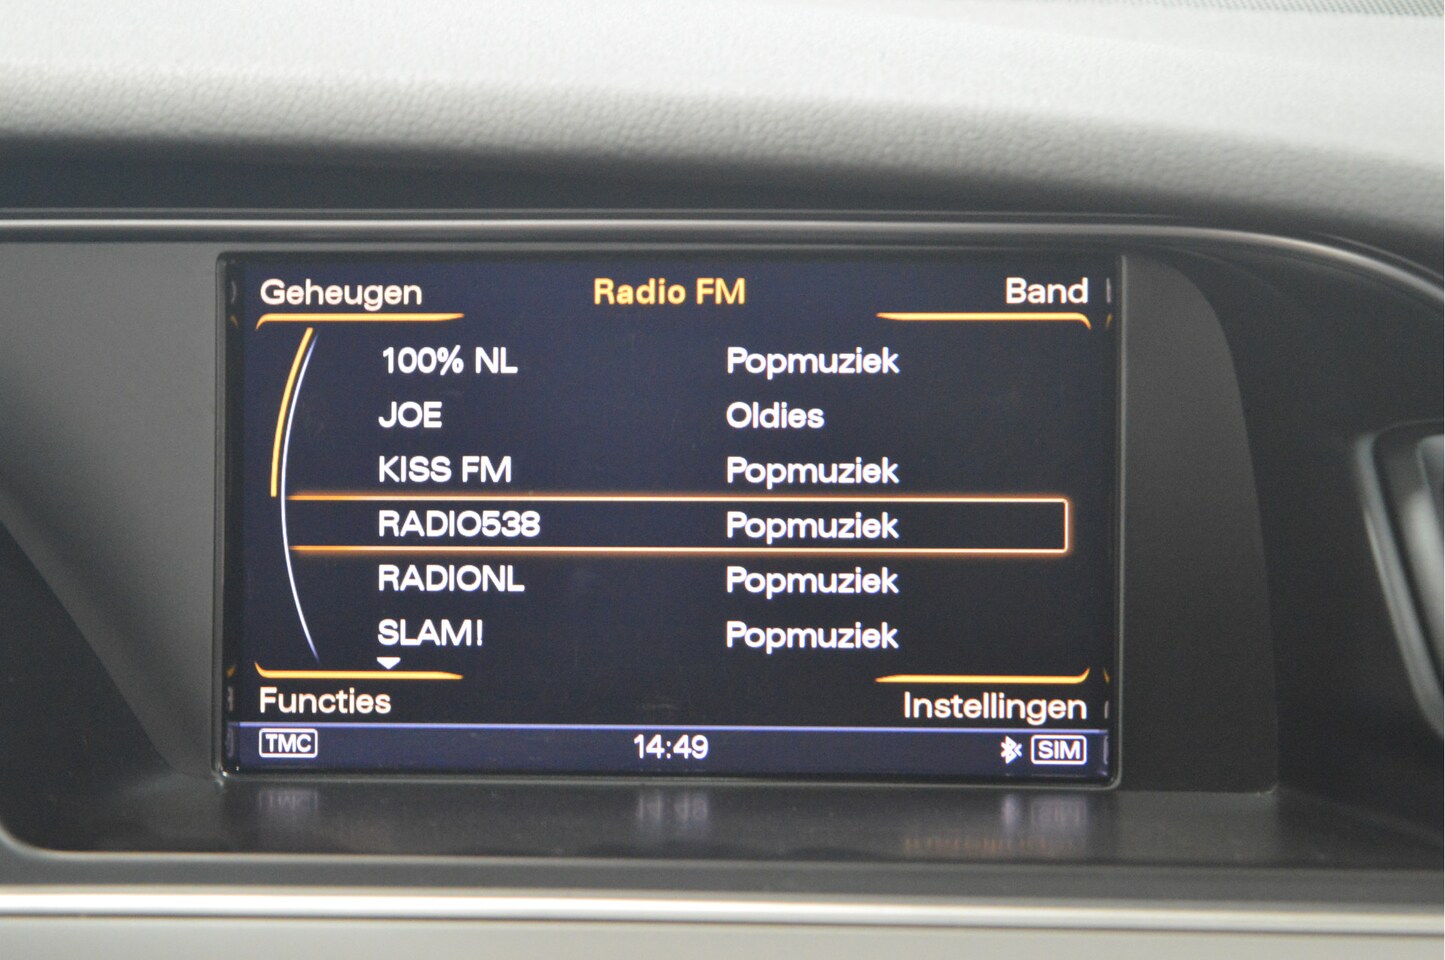 Geheugen Radio FM Band
100% NL Popmuziek
JOE Oldies
KISS FM Popmuziek
RADIO538 Popmuziek
RADIONL Popmuziek
SLAM! Popmuziek
Functies Instellingen
TMC 14:49 SIM